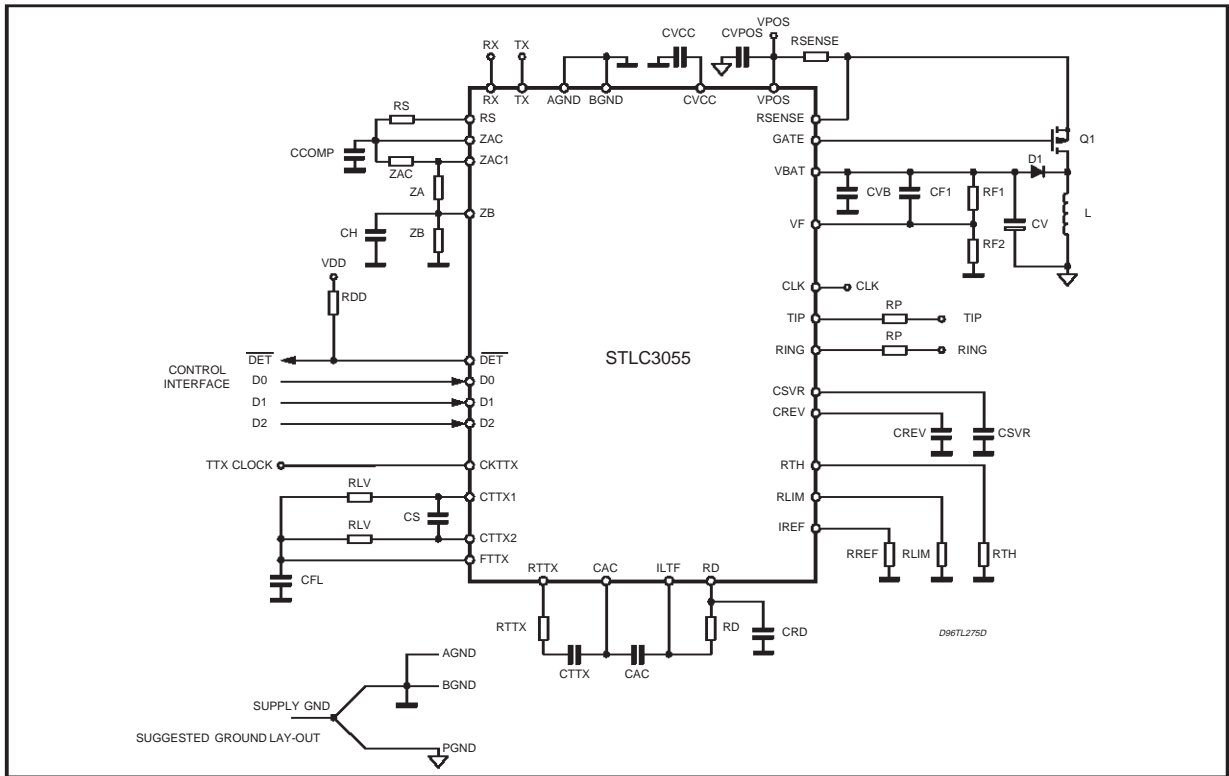 VPOS
RX TX CVCC CVPOS RSENSE
RX TX AGND BGND CVCC VPOS
RS RS RSENSE
CCOMP ZAC GATE Q1
ZAC ZAC1 VBAT D1
ZA CVB CF1 RF1 CV L
CH ZB ZB VF RF2
VDD
RDD CLK CLK
TIP RP TIP
RING RP RING
STLC3055
DET DET
CONTROL
INTERFACE
D0 D0
D1 D1
D2 D2
CSVR
CREV CREV CSVR
TTX CLOCK CKTTX RTH
RLV CTTX1 RLIM
CS
RLV CTTX2 IREF
FTTX RREF RLIM RTH
CFL
RTTX CAC ILTF RD
RTTX RD CRD
CTTX CAC
D96TL275D
AGND
BGND
SUPPLY GND
SUGGESTED GROUND LAY-OUT
PGND